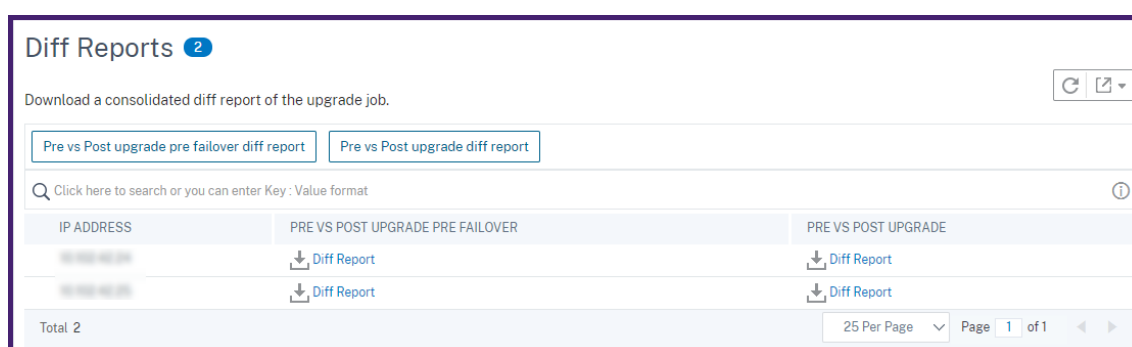 Diff Reports 2
Download a consolidated diff report of the upgrade job.
Pre vs Post upgrade pre failover diff report Pre vs Post upgrade diff report
Click here to search or you can enter Key : Value format
IP ADDRESS PRE VS POST UPGRADE PRE FAILOVER PRE VS POST UPGRADE
Diff Report Diff Report
Diff Report Diff Report
Total 2 25 Per Page Page 1 of 1